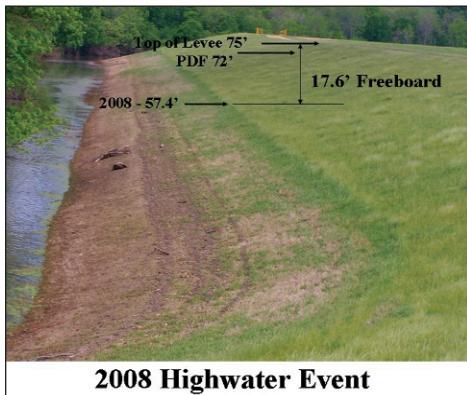 Top of Levee 75'
PDF 72'
17.6' Freeboard
2008 - 57.4'
2008 Highwater Event